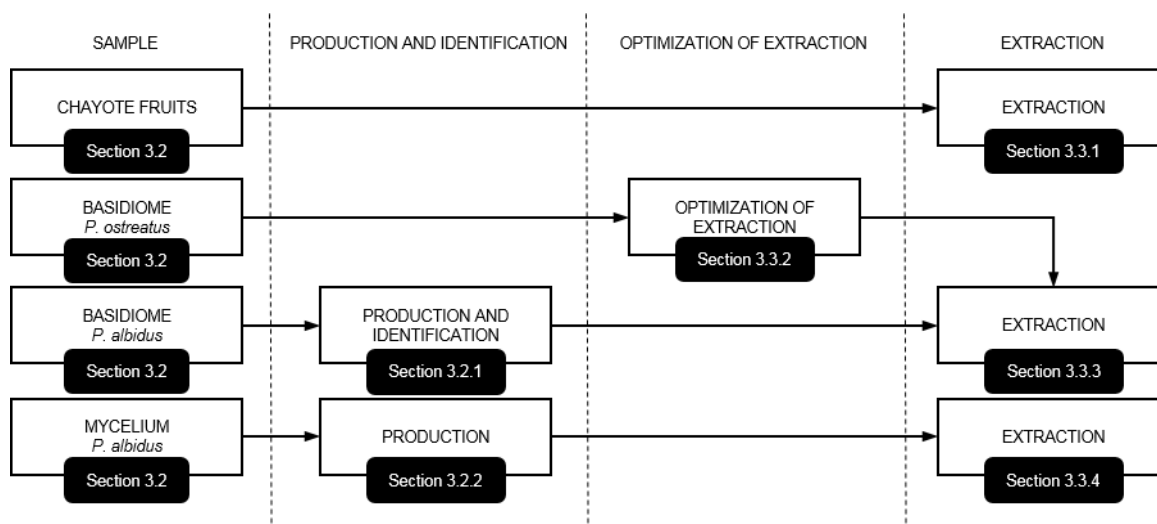 SAMPLE
PRODUCTION AND IDENTIFICATION
OPTIMIZATION OF EXTRACTION
EXTRACTION
CHAYOTE FRUITS
Section 3.2
EXTRACTION
Section 3.3.1
BASIDIOME
P. ostreatus
Section 3.2
OPTIMIZATION OF
EXTRACTION
Section 3.3.2
BASIDIOME
P. albidus
Section 3.2
PRODUCTION AND
IDENTIFICATION
Section 3.2.1
EXTRACTION
Section 3.3.3
MYCELIUM
P. albidus
Section 3.2
PRODUCTION
Section 3.2.2
EXTRACTION
Section 3.3.4